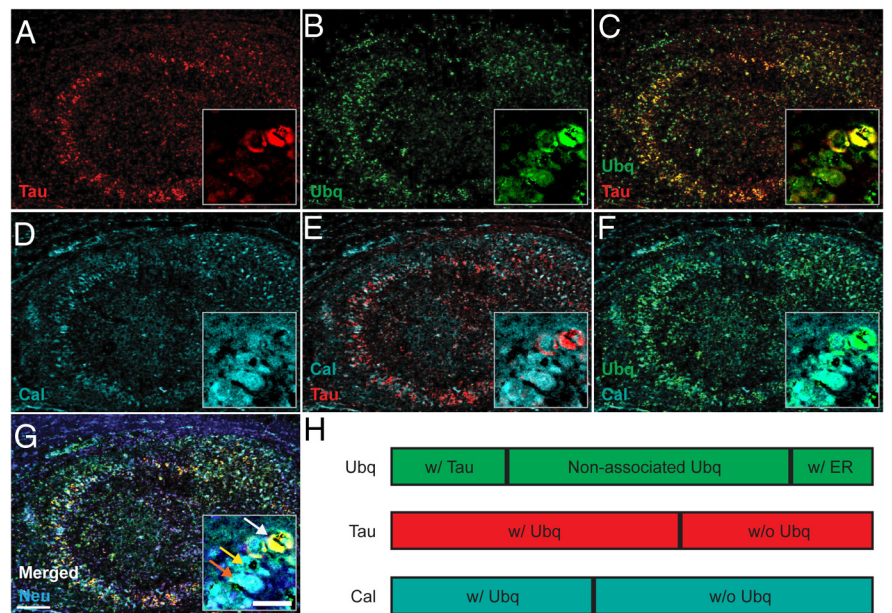 A
Tau
B
Ubq
C
Ubq
Tau
D
Cal
E
Cal
Tau
F
Ubq
Cal
G
Merged
Neu
H
Ubq w/ Tau Non-associated Ubq w/ ER
Tau w/ Ubq w/o Ubq
Cal w/ Ubq w/o Ubq